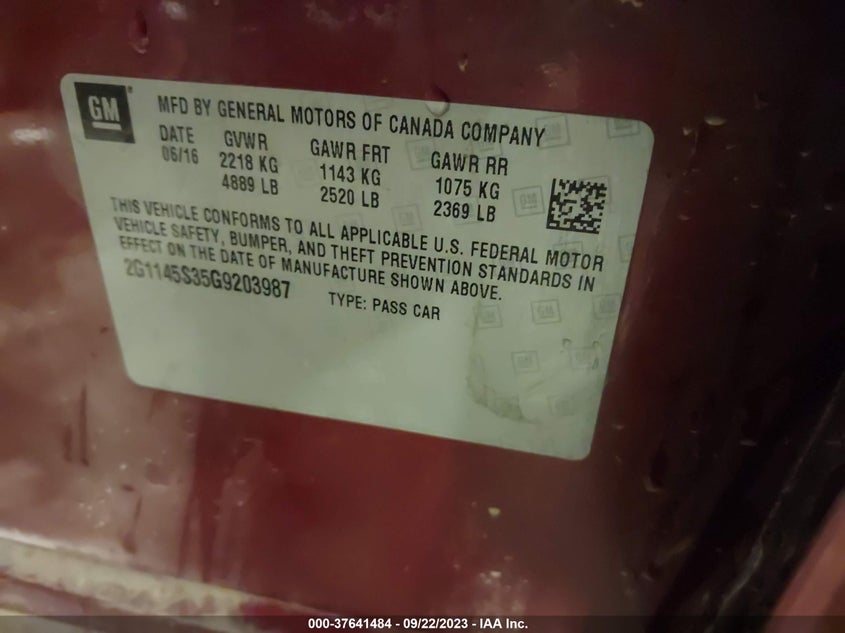 GM
MFD BY GENERAL MOTORS OF CANADA COMPANY
DATE GVWR GAWR FRT GAWR RR
06/16 2218 KG 1143 KG 1075 KG
4889 LB 2520 LB 2369 LB
THIS VEHICLE CONFORMS TO ALL APPLICABLE U.S. FEDERAL MOTOR
VEHICLE SAFETY, BUMPER, AND THEFT PREVENTION STANDARDS IN
EFFECT ON THE DATE OF MANUFACTURE SHOWN ABOVE.
2G1145S35G9203987 TYPE: PASS CAR
000-37641484 - 09/22/2023 - IAA Inc.